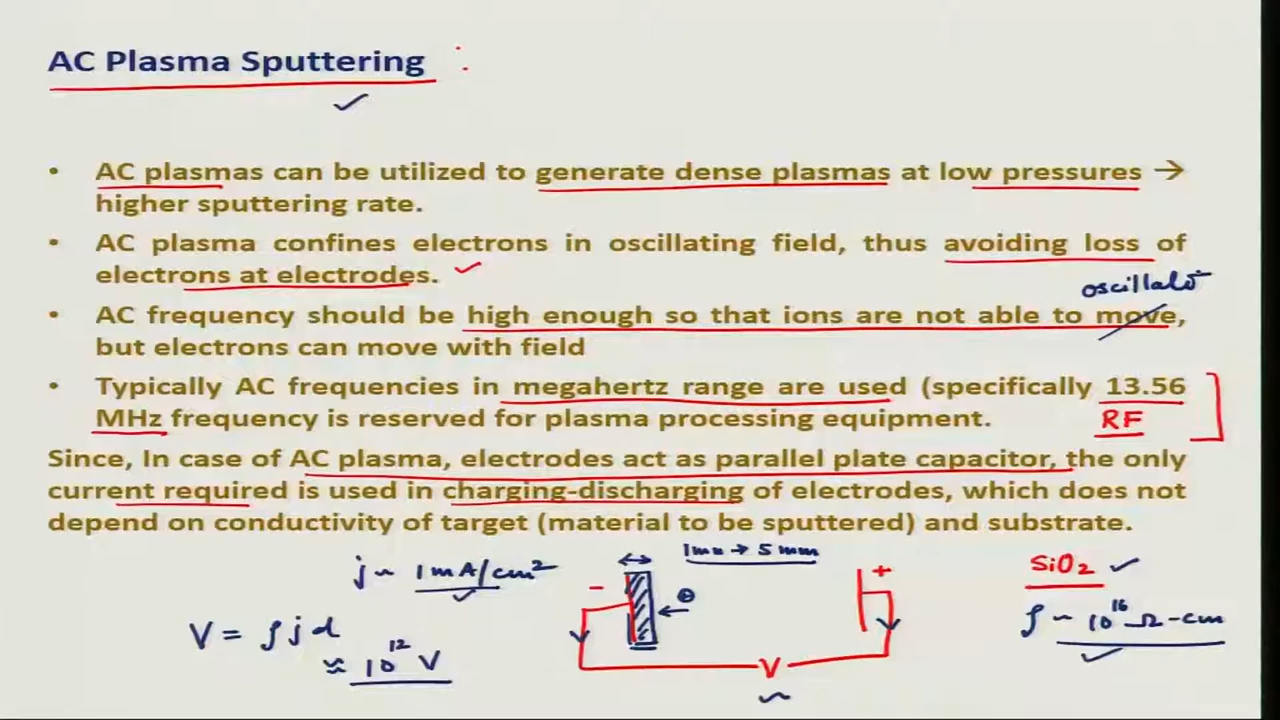 AC Plasma Sputtering :
• AC plasmas can be utilized to generate dense plasmas at low pressures →
higher sputtering rate.
• AC plasma confines electrons in oscillating field, thus avoiding loss of
electrons at electrodes.
oscillate
• AC frequency should be high enough so that ions are not able to move,
but electrons can move with field
• Typically AC frequencies in megahertz range are used (specifically 13.56
MHz frequency is reserved for plasma processing equipment.
RF
Since, In case of AC plasma, electrodes act as parallel plate capacitor, the only
current required is used in charging-discharging of electrodes, which does not
depend on conductivity of target (material to be sputtered) and substrate.
j ~ 1mA/cm²
1mm → 5mm
SiO₂
- ⊕ +
ρ ~ 10¹⁶ Ω-cm
V = ρjd
≈ 10¹² V
V
~